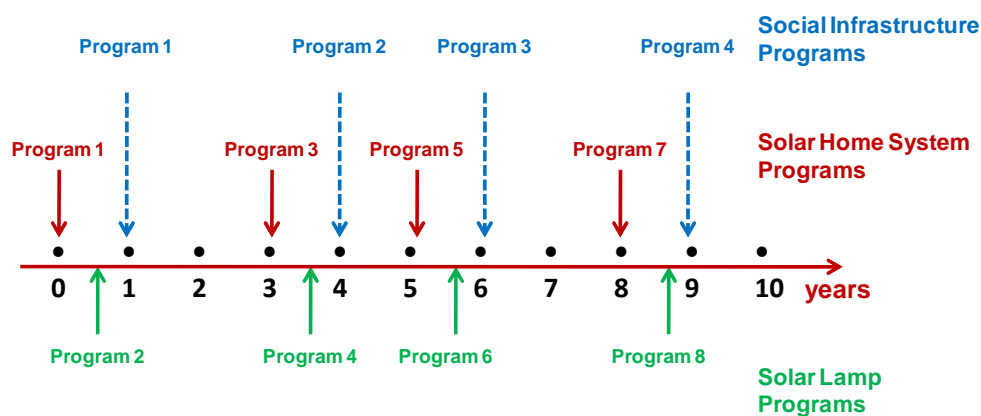 Social Infrastructure
Programs
Program 1
Program 2
Program 3
Program 4
Solar Home System
Programs
Program 1
Program 3
Program 5
Program 7
0 1 2 3 4 5 6 7 8 9 10 years
Program 2
Program 4
Program 6
Program 8
Solar Lamp
Programs